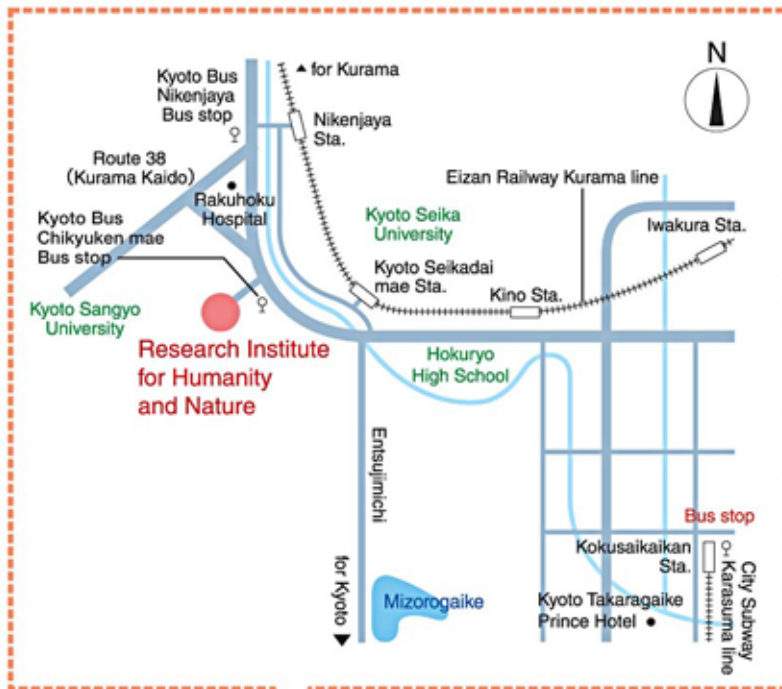 ▲ for Kurama
N
Kyoto Bus
Nikenjaya
Bus stop
Nikenjaya
Sta.
Route 38
(Kurama Kaido)
Rakuhoku
Hospital
Eizan Railway Kurama line
Kyoto Seika
University
Iwakura Sta.
Kyoto Bus
Chikyuken mae
Bus stop
Kyoto Seikadai
mae Sta.
Kino Sta.
Kyoto Sangyo
University
Research Institute
for Humanity
and Nature
Hokuryo
High School
Entsujimichi
for Kyoto
▼
Mizorogaike
Bus stop
Kokusaikaikan
Sta.
City Subway
Karasuma line
Kyoto Takaragaike
Prince Hotel